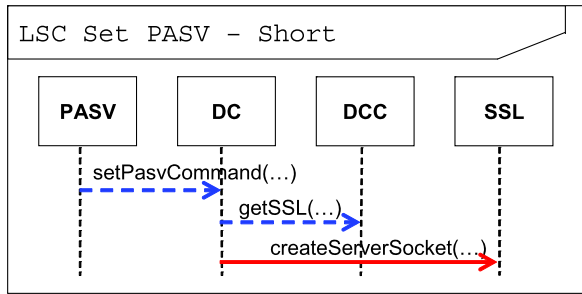 LSC Set PASV – Short
PASV DC DCC SSL
setPasvCommand(…)
getSSL(…)
createServerSocket(…)